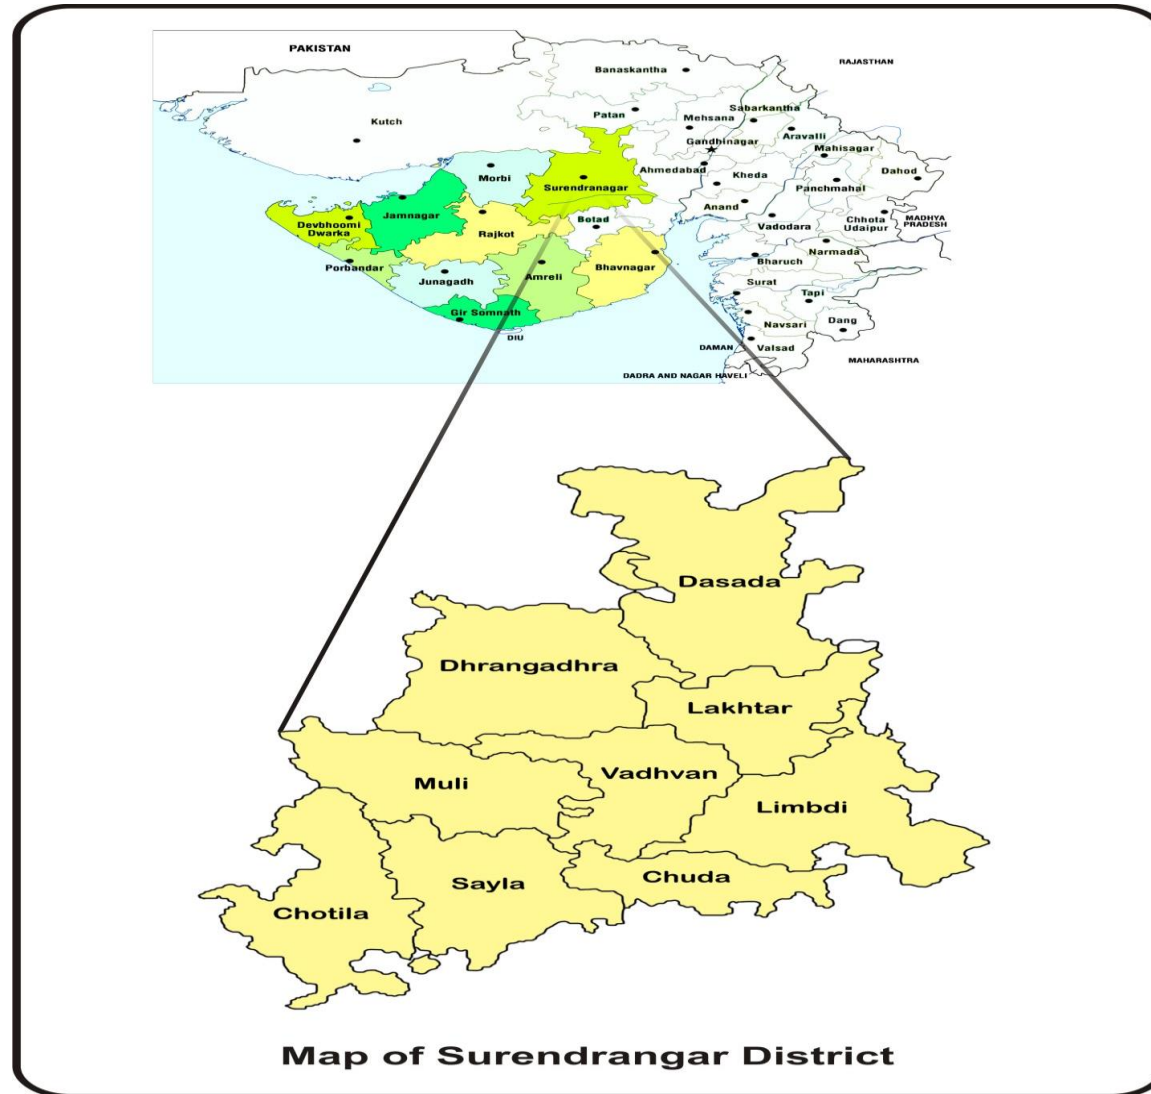 PAKISTAN
RAJASTHAN
Banaskantha
Patan
Sabarkantha
Mehsana
Kutch
Aravalli
Gandhinagar
Mahisagar
Morbi
Ahmedabad
Dahod
Kheda
Surendranagar
Panchmahal
Anand
Jamnagar
Botad
Chhota
Udaipur
MADHYA
PRADESH
Devbhoomi
Dwarka
Rajkot
Vadodara
Narmada
Porbandar
Bharuch
Bhavnagar
Junagadh
Amreli
Surat
Tapi
Gir Somnath
Dang
Navsari
DIU
DAMAN
Valsad
MAHARASHTRA
DADRA AND NAGAR HAVELI
Dasada
Dhrangadhra
Lakhtar
Vadhvan
Muli
Limbdi
Chuda
Sayla
Chotila
Map of Surendrangar District